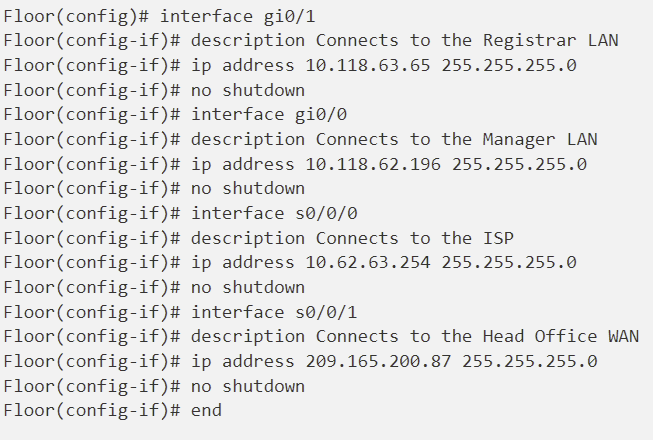 Floor(config)# interface gi0/1
Floor(config-if)# description Connects to the Registrar LAN
Floor(config-if)# ip address 10.118.63.65 255.255.255.0
Floor(config-if)# no shutdown
Floor(config-if)# interface gi0/0
Floor(config-if)# description Connects to the Manager LAN
Floor(config-if)# ip address 10.118.62.196 255.255.255.0
Floor(config-if)# no shutdown
Floor(config-if)# interface s0/0/0
Floor(config-if)# description Connects to the ISP
Floor(config-if)# ip address 10.62.63.254 255.255.255.0
Floor(config-if)# no shutdown
Floor(config-if)# interface s0/0/1
Floor(config-if)# description Connects to the Head Office WAN
Floor(config-if)# ip address 209.165.200.87 255.255.255.0
Floor(config-if)# no shutdown
Floor(config-if)# end